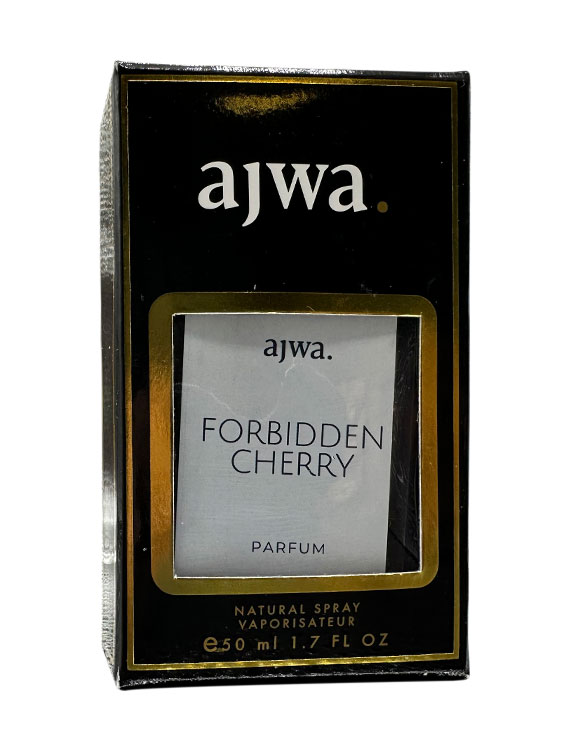 ajwa.
ajwa.
FORBIDDEN
CHERRY
PARFUM
NATURAL SPRAY
VAPORISATEUR
℮50 ml 1.7 FL OZ